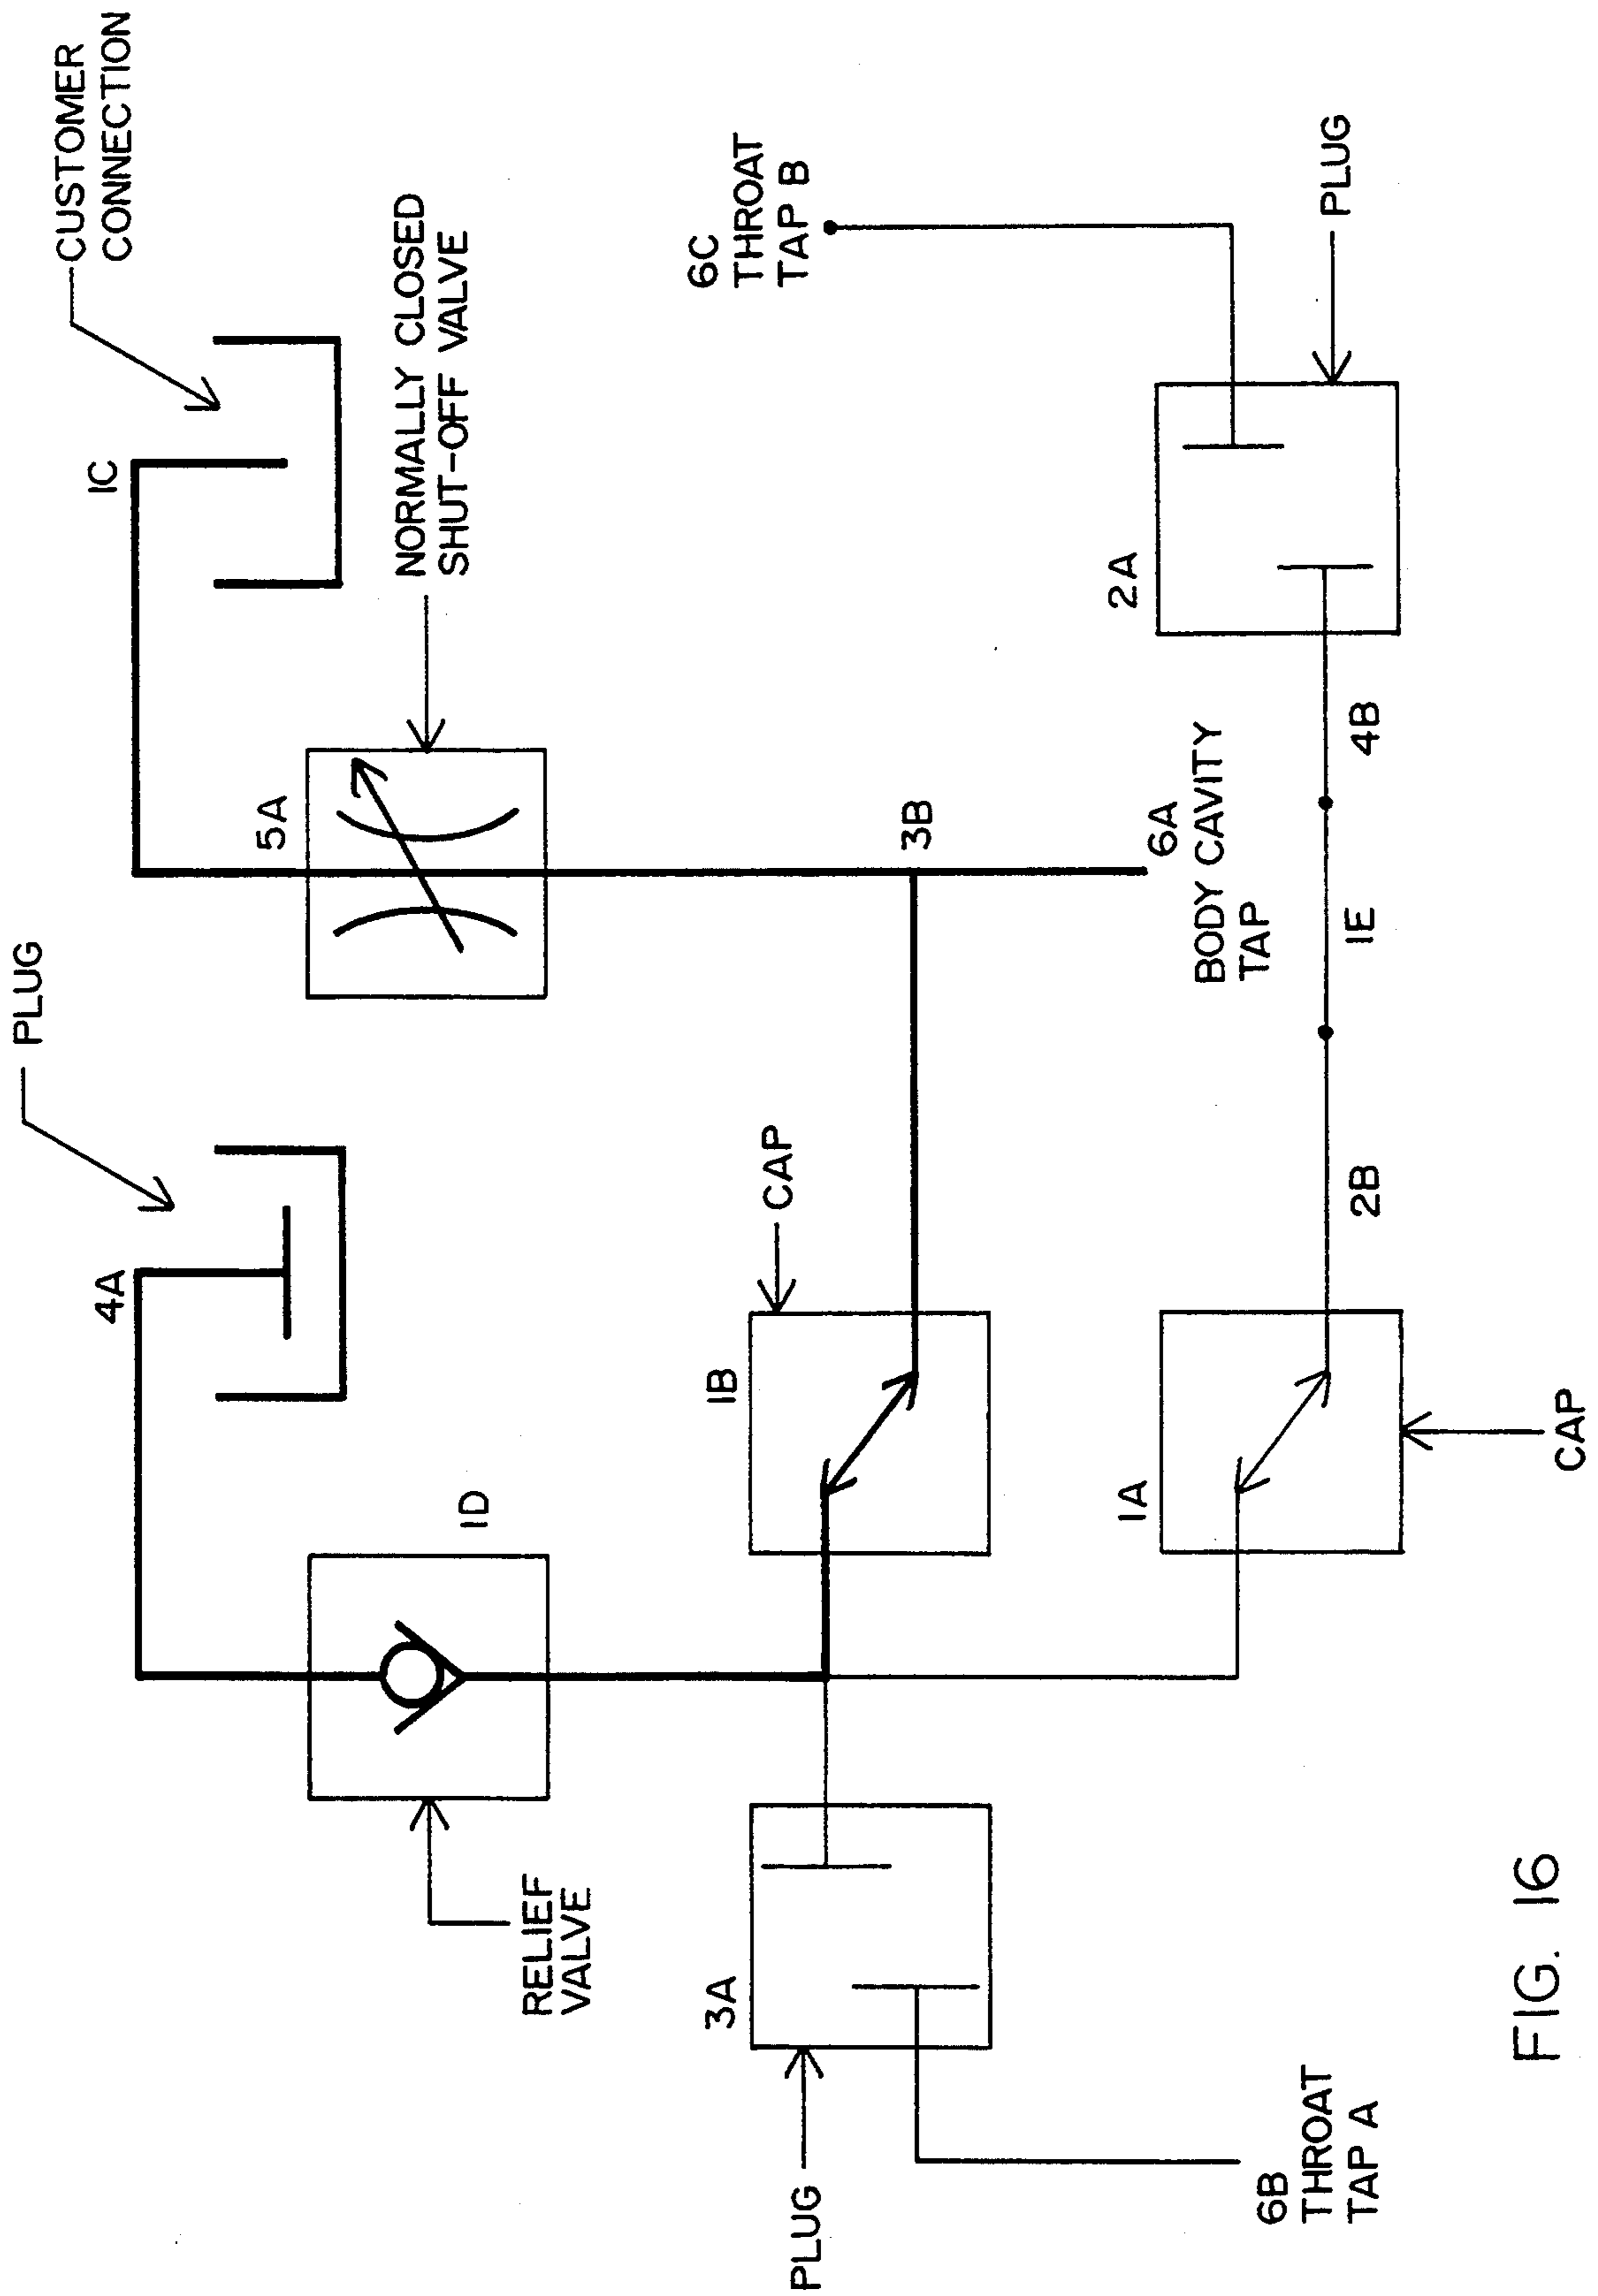 PLUG
CUSTOMER
CONNECTION
4A
1C
RELIEF
VALVE
1D
5A
NORMALLY CLOSED
SHUT-OFF VALVE
PLUG
3A
1B
CAP
3B
6C
THROAT
TAP B
6B
THROAT
TAP A
1A
6A
BODY CAVITY
TAP
2A
2B
1E
4B
PLUG
CAP
FIG. 16